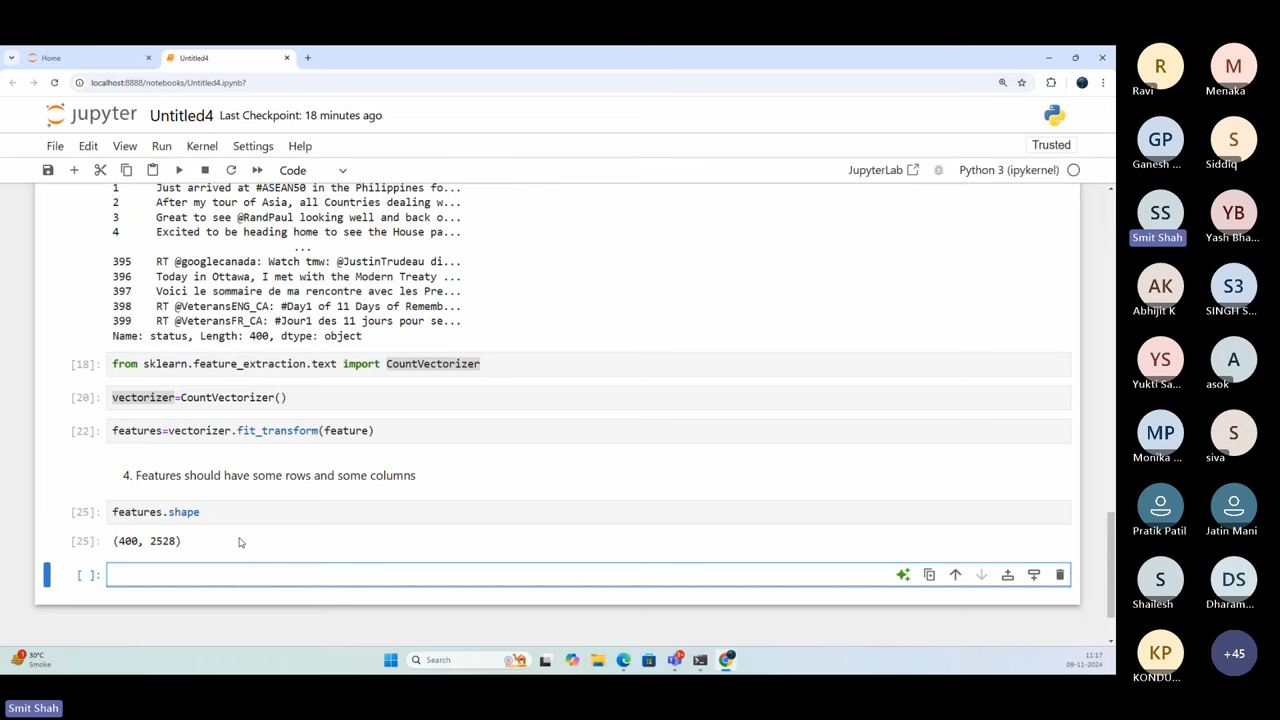 Home
Untitled4
localhost:8888/notebooks/Untitled4.ipynb?
jupyter Untitled4 Last Checkpoint: 18 minutes ago
File Edit View Run Kernel Settings Help
Trusted
Code
JupyterLab
Python 3 (ipykernel)
1 Just arrived at #ASEAN50 in the Philippines fo...
2 After my tour of Asia, all Countries dealing w...
3 Great to see @RandPaul looking well and back o...
4 Excited to be heading home to see the House pa...
...
395 RT @googlecanada: Watch tmw: @JustinTrudeau di...
396 Today in Ottawa, I met with the Modern Treaty ...
397 Voici le sommaire de ma rencontre avec les Pre...
398 RT @VeteransENG_CA: #Day1 of 11 Days of Rememb...
399 RT @VeteransFR_CA: #Jour1 des 11 jours pour se...
Name: status, Length: 400, dtype: object
[18]: from sklearn.feature_extraction.text import CountVectorizer
[20]: vectorizer=CountVectorizer()
[22]: features=vectorizer.fit_transform(feature)
4. Features should have some rows and some columns
[25]: features.shape
[25]: (400, 2528)
[ ]:
30°C
Smoke
Search
11:17
09-11-2024
Smit Shah
R
Ravi
M
Menaka
GP
Ganesh ...
S
Siddiq
SS
Smit Shah
YB
Yash Bha...
AK
Abhijit K
S3
SINGH S...
YS
Yukti Sa...
A
asok
MP
Monika ...
S
siva
Pratik Patil
Jatin Mani
S
Shailesh
DS
Dharam...
KP
KONDU...
+45